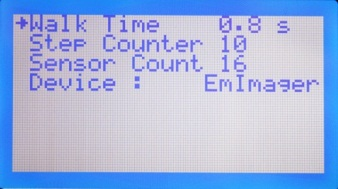 →Walk Time 0.8 s
Step Counter 10
Sensor Count 16
Device : EmImager